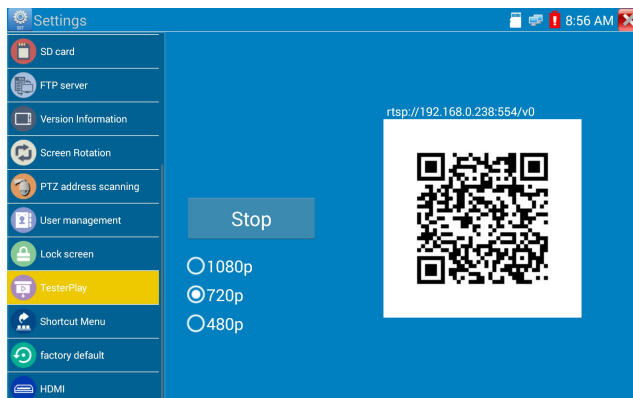 SET
Settings
8:56 AM
SD card
FTP server
Version Information
Screen Rotation
PTZ address scanning
User management
Lock screen
TesterPlay
Shortcut Menu
factory default
HDMI
rtsp://192.168.0.238:554/v0
Stop
1080p
720p
480p